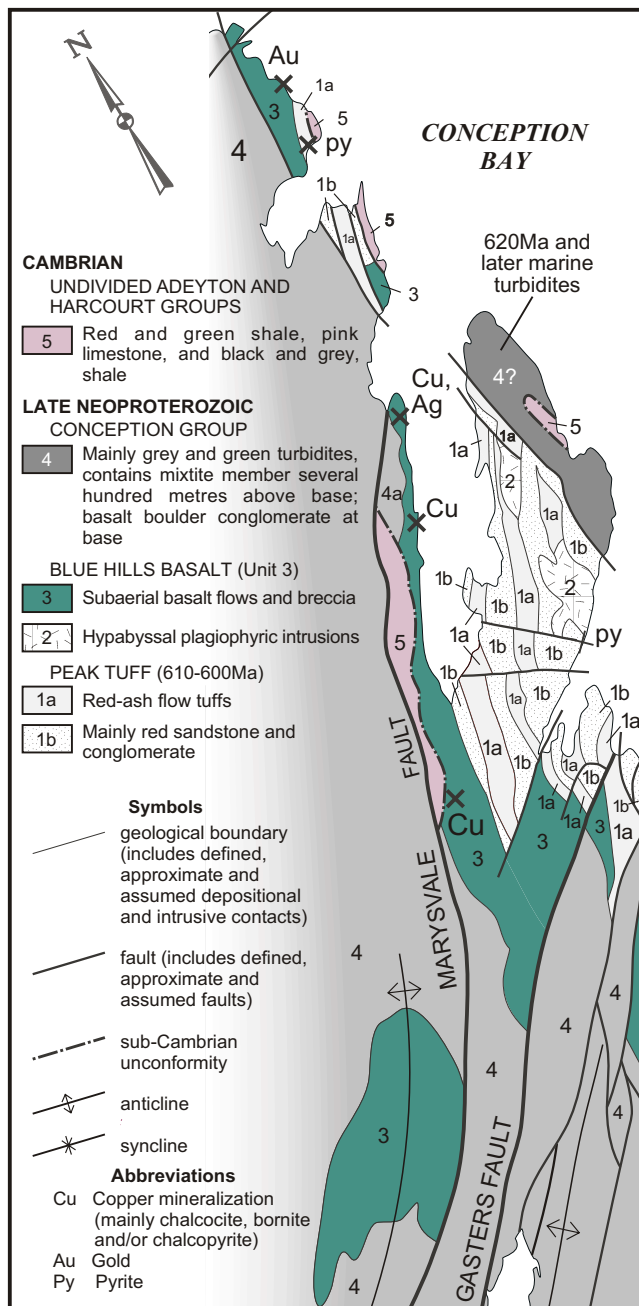 N
Au
1a
3
5
4
py
CONCEPTION
BAY
1b
5
1a
3
620Ma and
later marine
turbidites
CAMBRIAN
UNDIVIDED ADEYTON AND
HARCOURT GROUPS
5 Red and green shale, pink
limestone, and black and grey,
shale
LATE NEOPROTEROZOIC
CONCEPTION GROUP
4 Mainly grey and green turbidites,
contains mixtite member several
hundred metres above base;
basalt boulder conglomerate at
base
BLUE HILLS BASALT (Unit 3)
3 Subaerial basalt flows and breccia
2 Hypabyssal plagiophyric intrusions
PEAK TUFF (610-600Ma)
1a Red-ash flow tuffs
1b Mainly red sandstone and
conglomerate
Symbols
geological boundary
(includes defined,
approximate and
assumed depositional
and intrusive contacts)
fault (includes defined,
approximate and
assumed faults)
sub-Cambrian
unconformity
anticline
syncline
Abbreviations
Cu Copper mineralization
(mainly chalcocite, bornite
and/or chalcopyrite)
Au Gold
Py Pyrite
4?
Cu,
Ag
5
1a
1a
2
4a
Cu
1a
1b
1b
1b
2
5
1a
1b
1a
1b
py
1b
1b
1a
1b
1b
1a
1a
1b
1a
1b
1a
1a
1b
3
Cu
3
3
1a
FAULT
MARYSVALE
4
4
4
4
3
4
GASTERS FAULT
4